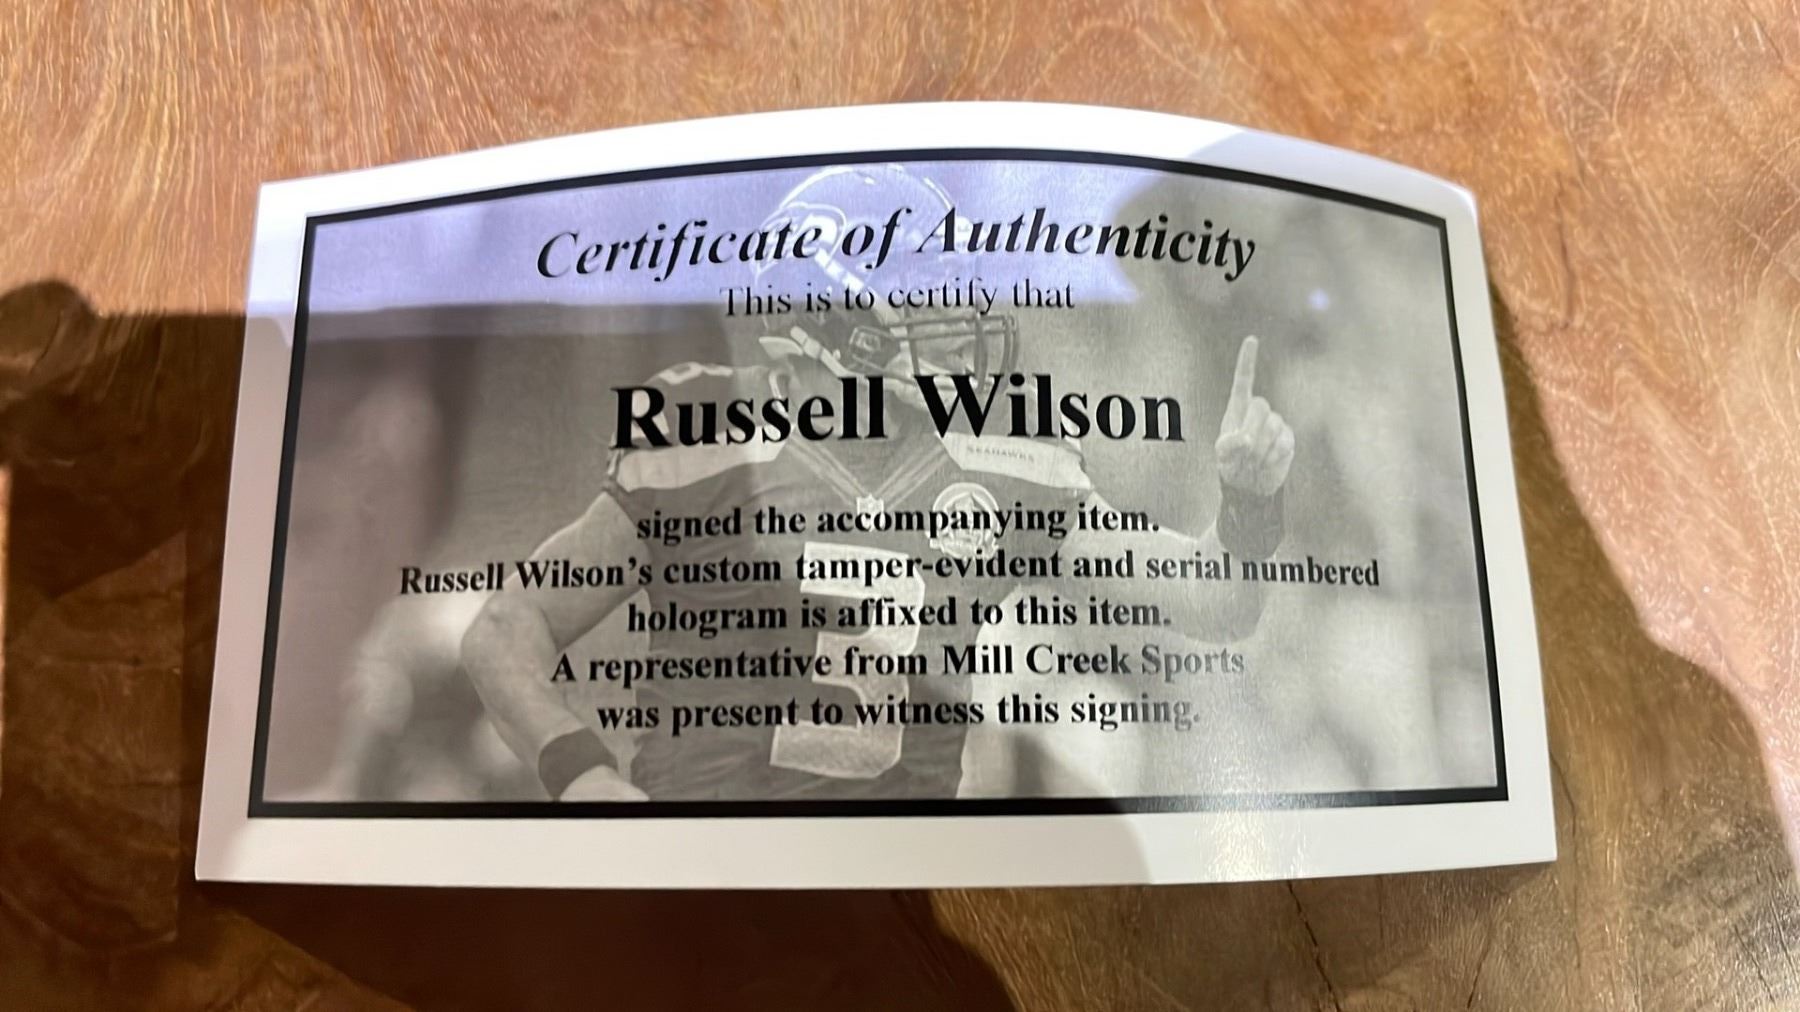 Certificate of Authenticity
This is to certify that
Russell Wilson
SEAHAWKS
signed the accompanying item.
Russell Wilson's custom tamper-evident and serial numbered
hologram is affixed to this item.
A representative from Mill Creek Sports
was present to witness this signing.
3